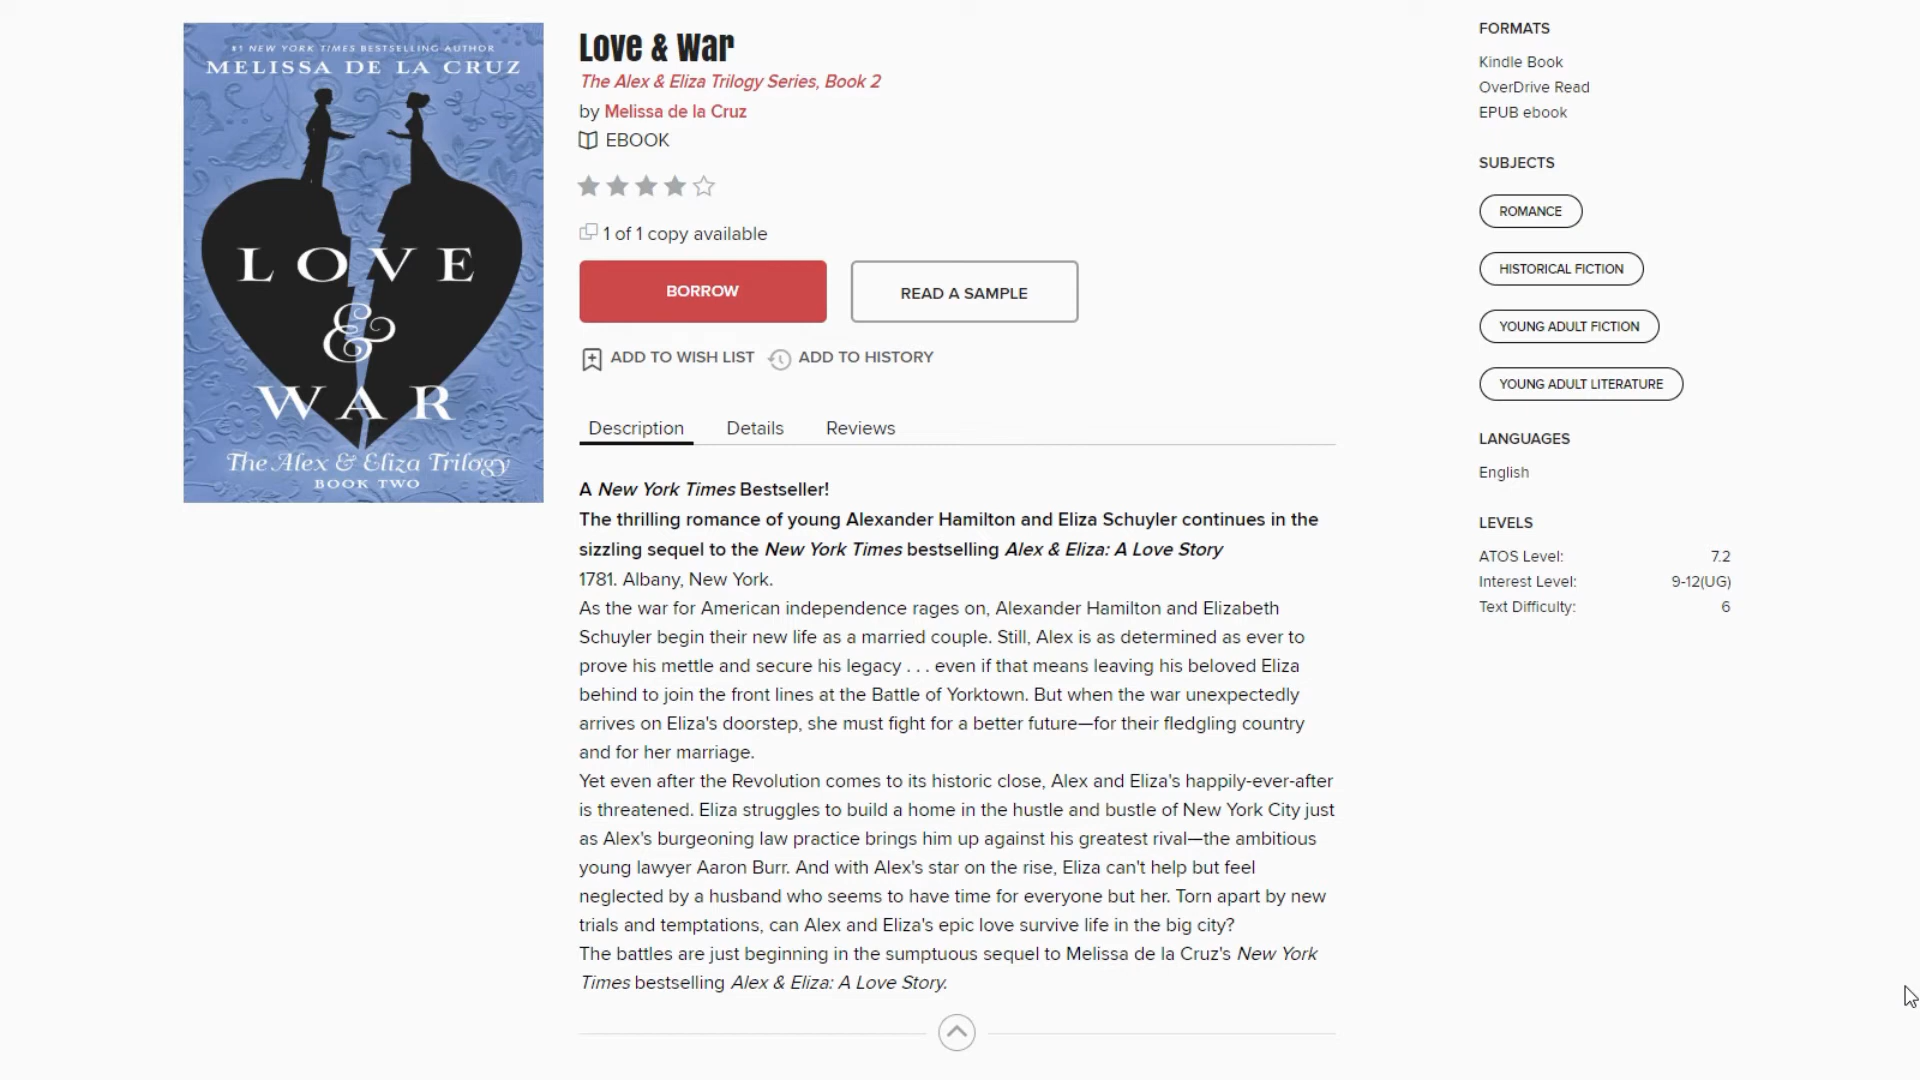 #1 NEW YORK TIMES BESTSELLING AUTHOR
MELISSA DE LA CRUZ
LOVE
&
WAR
The Alex & Eliza Trilogy
BOOK TWO
Love & War
The Alex & Eliza Trilogy Series, Book 2
by Melissa de la Cruz
EBOOK
1 of 1 copy available
BORROW
READ A SAMPLE
ADD TO WISH LIST
ADD TO HISTORY
Description
Details
Reviews
A New York Times Bestseller!
The thrilling romance of young Alexander Hamilton and Eliza Schuyler continues in the
sizzling sequel to the New York Times bestselling Alex & Eliza: A Love Story
1781. Albany, New York.
As the war for American independence rages on, Alexander Hamilton and Elizabeth
Schuyler begin their new life as a married couple. Still, Alex is as determined as ever to
prove his mettle and secure his legacy . . . even if that means leaving his beloved Eliza
behind to join the front lines at the Battle of Yorktown. But when the war unexpectedly
arrives on Eliza's doorstep, she must fight for a better future—for their fledgling country
and for her marriage.
Yet even after the Revolution comes to its historic close, Alex and Eliza's happily-ever-after
is threatened. Eliza struggles to build a home in the hustle and bustle of New York City just
as Alex's burgeoning law practice brings him up against his greatest rival—the ambitious
young lawyer Aaron Burr. And with Alex's star on the rise, Eliza can't help but feel
neglected by a husband who seems to have time for everyone but her. Torn apart by new
trials and temptations, can Alex and Eliza's epic love survive life in the big city?
The battles are just beginning in the sumptuous sequel to Melissa de la Cruz's New York
Times bestselling Alex & Eliza: A Love Story.
FORMATS
Kindle Book
OverDrive Read
EPUB ebook
SUBJECTS
ROMANCE
HISTORICAL FICTION
YOUNG ADULT FICTION
YOUNG ADULT LITERATURE
LANGUAGES
English
LEVELS
ATOS Level: 7.2
Interest Level: 9-12(UG)
Text Difficulty: 6